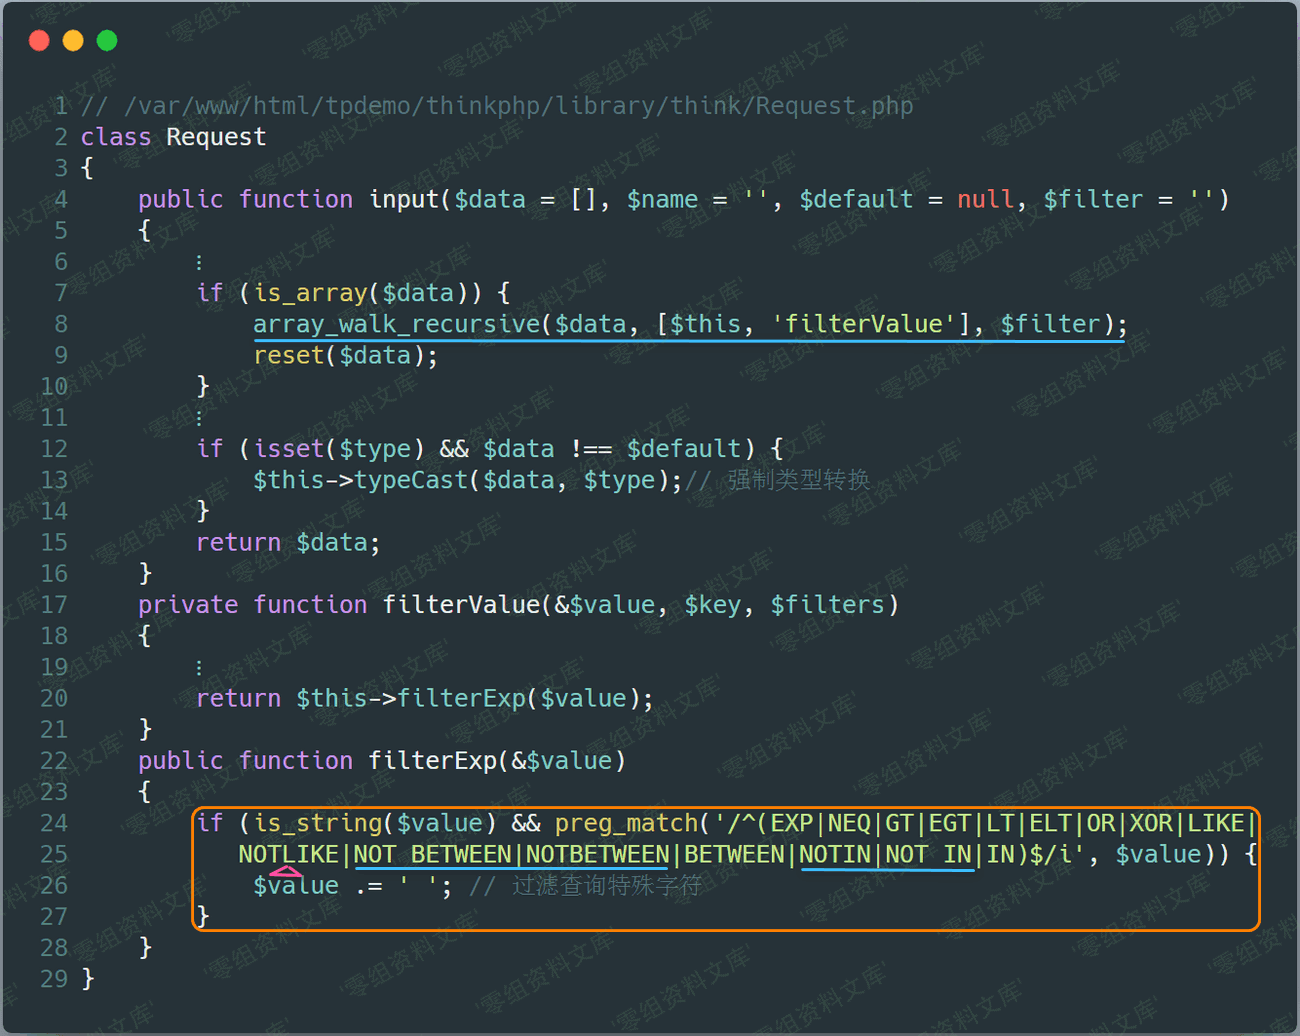 1 // /var/www/html/tpdemo/thinkphp/library/think/Request.php
2 class Request
3 {
4     public function input($data = [], $name = '', $default = null, $filter = '')
5     {
6         ⋮
7         if (is_array($data)) {
8             array_walk_recursive($data, [$this, 'filterValue'], $filter);
9             reset($data);
10         }
11         ⋮
12         if (isset($type) && $data !== $default) {
13             $this->typeCast($data, $type);// 强制类型转换
14         }
15         return $data;
16     }
17     private function filterValue(&$value, $key, $filters)
18     {
19         ⋮
20         return $this->filterExp($value);
21     }
22     public function filterExp(&$value)
23     {
24         if (is_string($value) && preg_match('/^(EXP|NEQ|GT|EGT|LT|ELT|OR|XOR|LIKE|
25            NOTLIKE|NOT BETWEEN|NOTBETWEEN|BETWEEN|NOTIN|NOT IN|IN)$/i', $value)) {
26             $value .= ' '; // 过滤查询特殊字符
27         }
28     }
29 }
'零组资料文库'